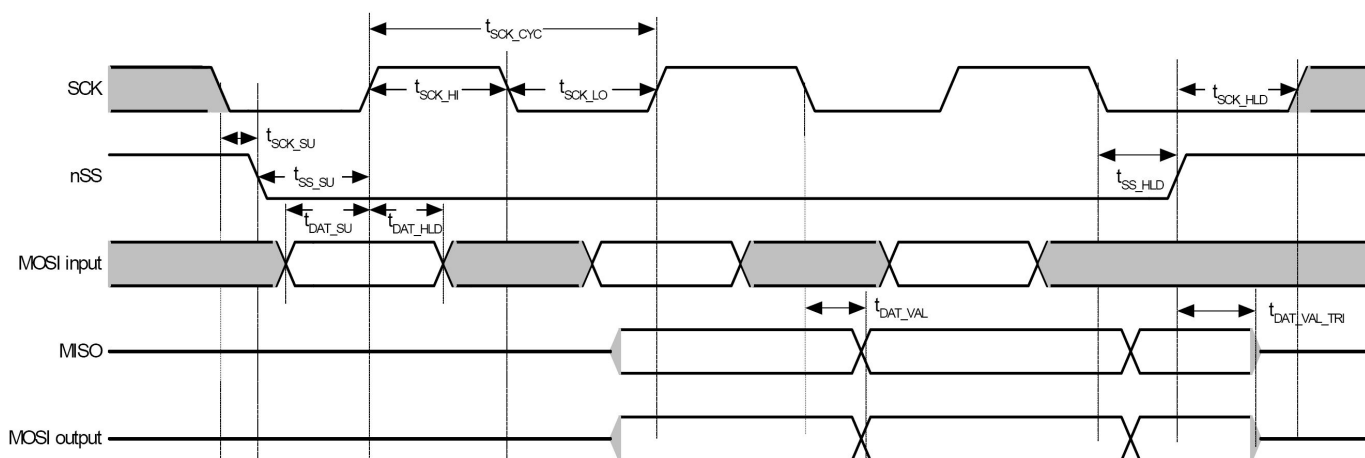 tSCK_CYC
SCK
tSCK_HI
tSCK_LO
tSCK_HLD
tSCK_SU
nSS
tSS_SU
tSS_HLD
tDAT_SU
tDAT_HLD
MOSI input
tDAT_VAL
tDAT_VAL_TRI
MISO
MOSI output